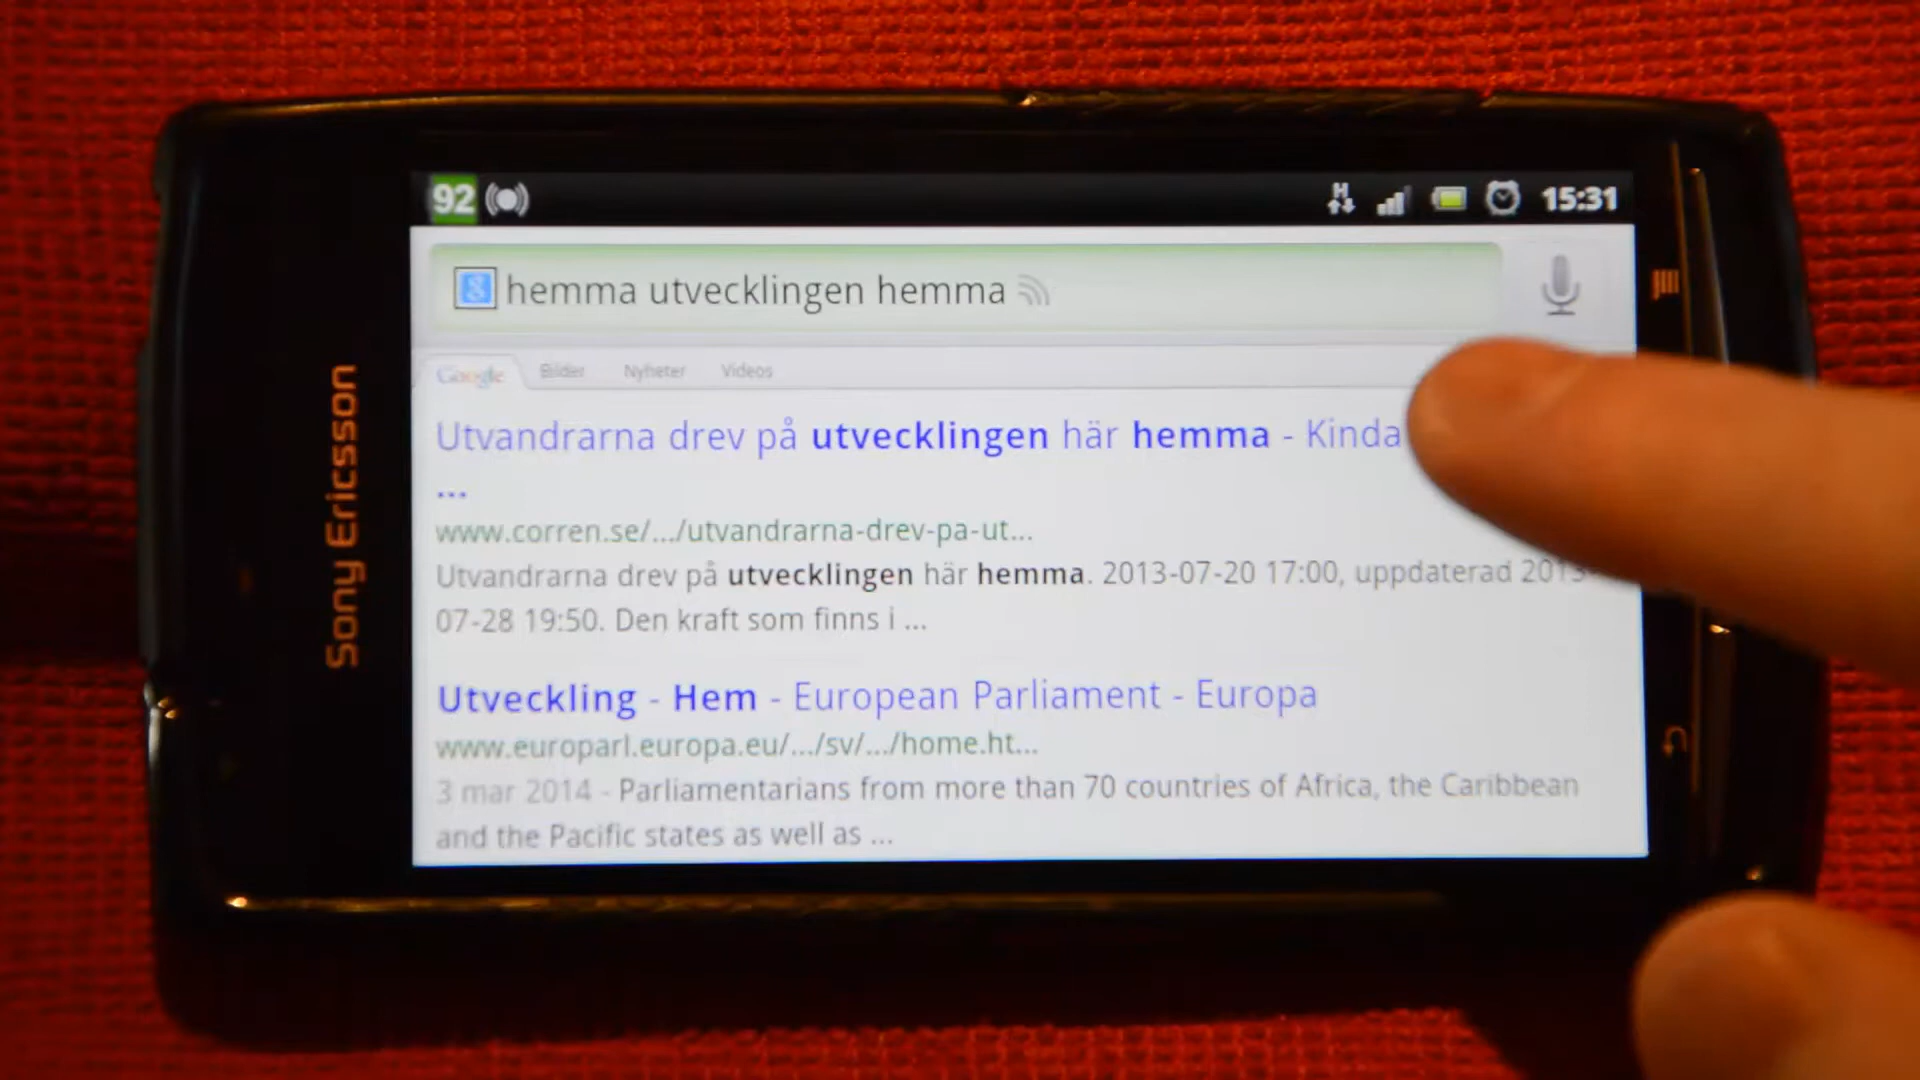 Sony Ericsson
92
H
15:31
hemma utvecklingen hemma
Google Bilder Nyheter Videos
Utvandrarna drev på utvecklingen här hemma - Kinda
...
www.corren.se/.../utvandrarna-drev-pa-ut...
Utvandrarna drev på utvecklingen här hemma. 2013-07-20 17:00, uppdaterad 2013-
07-28 19:50. Den kraft som finns i ...
Utveckling - Hem - European Parliament - Europa
www.europarl.europa.eu/.../sv/.../home.ht...
3 mar 2014 - Parliamentarians from more than 70 countries of Africa, the Caribbean
and the Pacific states as well as ...